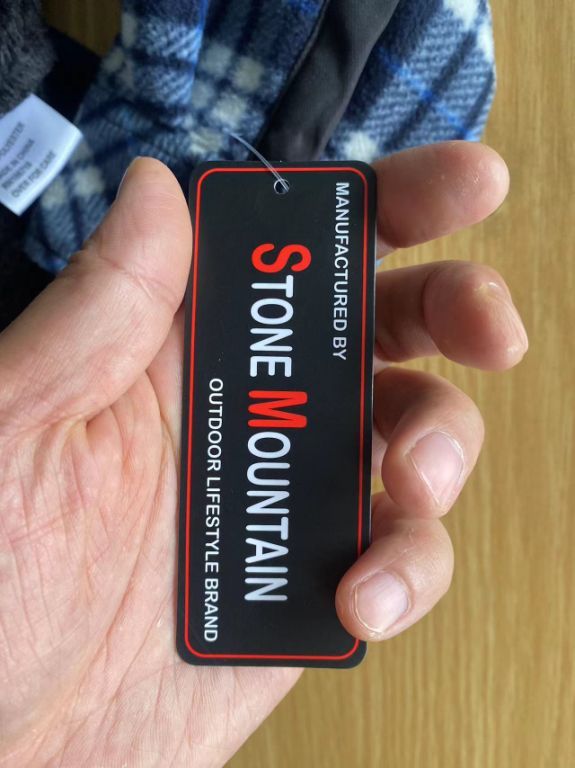 MANUFACTURED BY
STONE MOUNTAIN
OUTDOOR LIFESTYLE BRAND